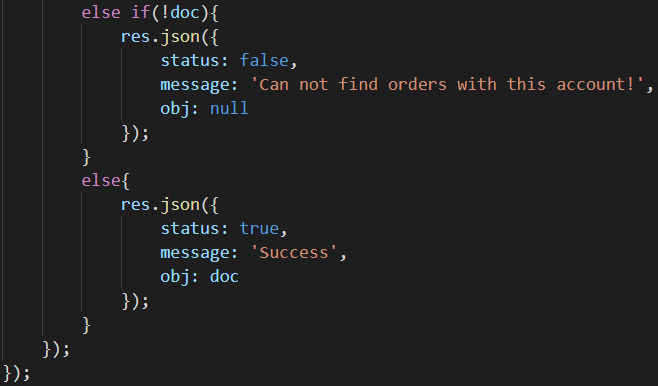 else if(!doc){
res.json({
status: false,
message: 'Can not find orders with this account!',
obj: null
});
}
else{
res.json({
status: true,
message: 'Success',
obj: doc
});
}
});
});